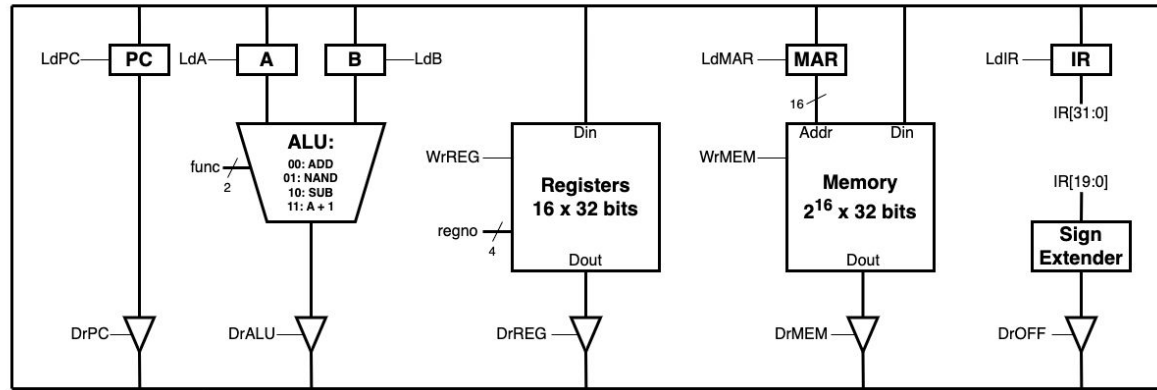 LdPC
PC
LdA
A
B
LdB
LdMAR
MAR
LdIR
IR
16
IR[31:0]
ALU:
00: ADD
01: NAND
10: SUB
11: A + 1
func
2
Din
WrREG
Registers
16 x 32 bits
regno
4
Dout
Addr
Din
WrMEM
Memory
2^16 x 32 bits
Dout
IR[19:0]
Sign
Extender
DrPC
DrALU
DrREG
DrMEM
DrOFF